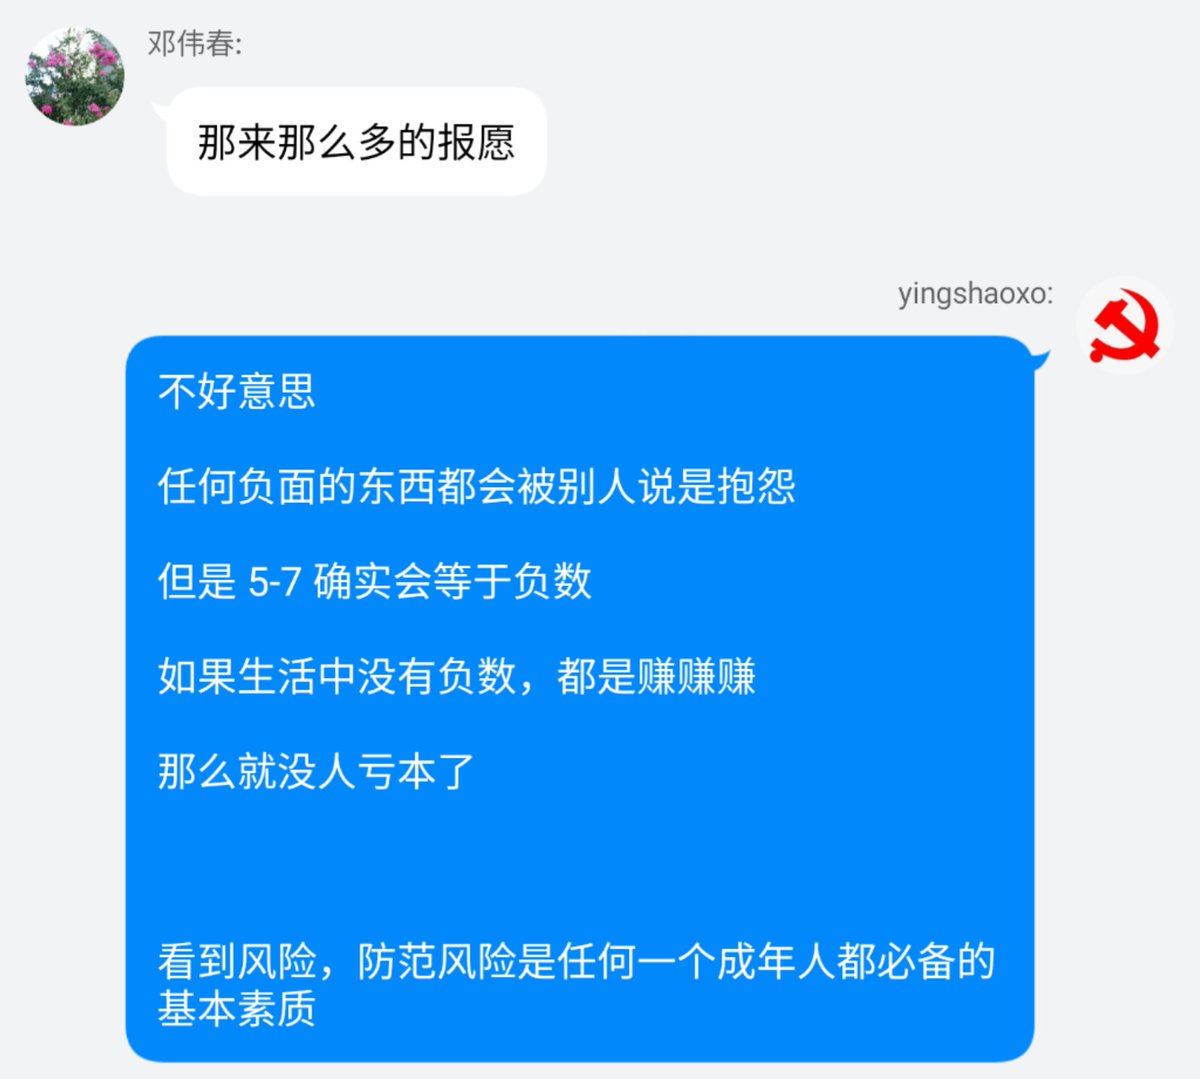 邓伟春:
那来那么多的报愿
yingshaoxo:
不好意思
任何负面的东西都会被别人说是抱怨
但是 5-7 确实会等于负数
如果生活中没有负数，都是赚赚赚
那么就没人亏本了
看到风险，防范风险是任何一个成年人都必备的
基本素质